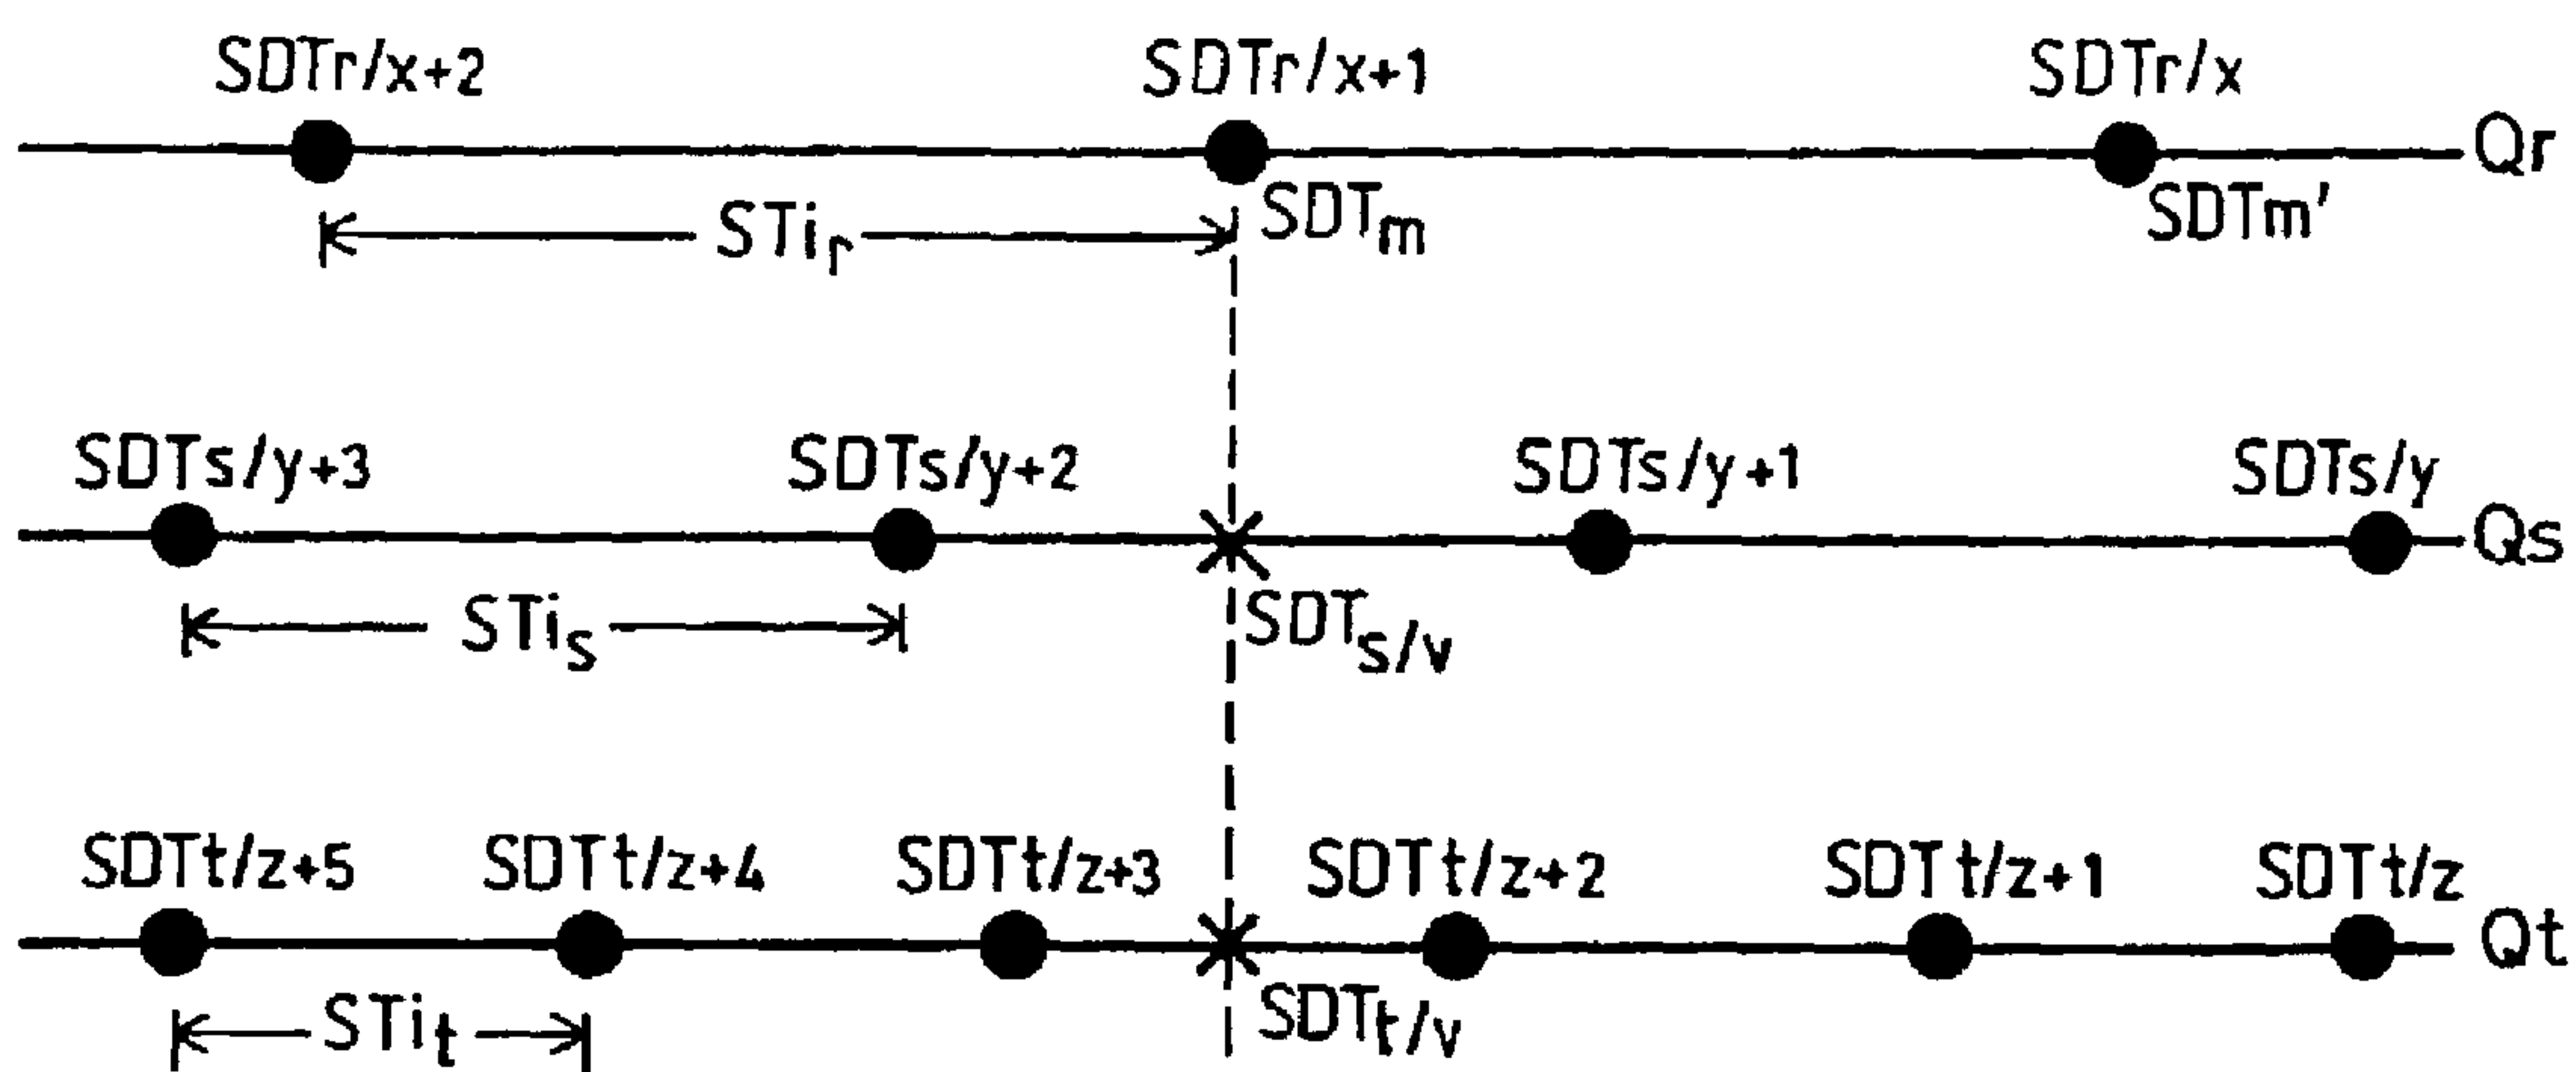 SDTr/x+2 SDTr/x+1 SDTr/x
Qr
STir SDTm SDTm'
SDTs/y+3 SDTs/y+2 SDTs/y+1 SDTs/y
Qs
STis SDTs/v
SDTt/z+5 SDTt/z+4 SDTt/z+3 SDTt/z+2 SDTt/z+1 SDTt/z
Qt
STit SDTt/v